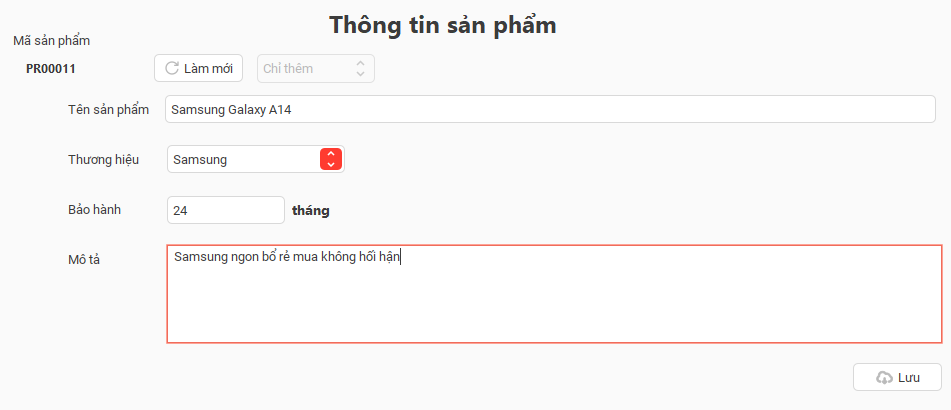 Thông tin sản phẩm
Mã sản phẩm
PR00011 Làm mới Chỉ thêm
Tên sản phẩm Samsung Galaxy A14
Thương hiệu Samsung
Bảo hành 24 tháng
Mô tả Samsung ngon bổ rẻ mua không hối hận
Lưu